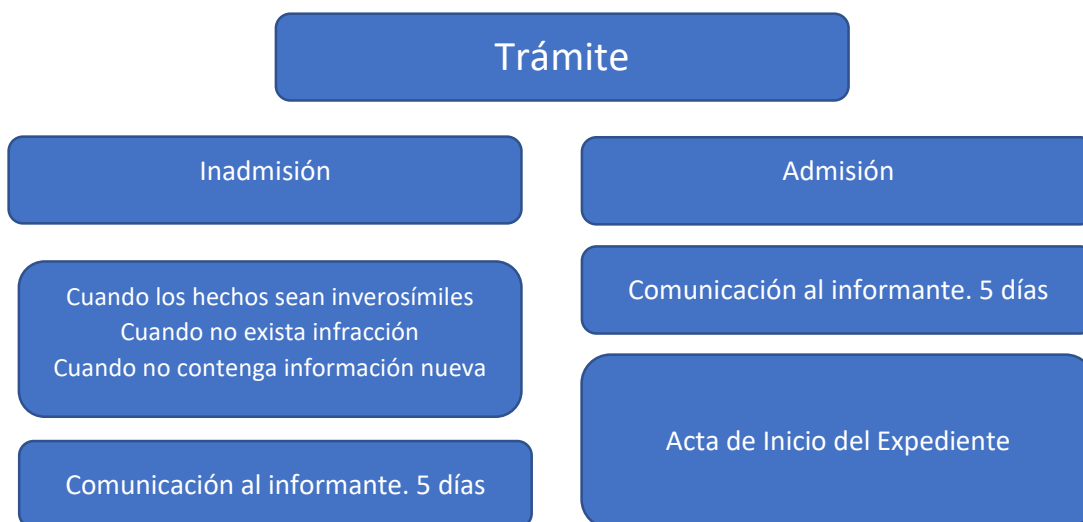 Trámite
Inadmisión
Cuando los hechos sean inverosímiles
Cuando no exista infracción
Cuando no contenga información nueva
Comunicación al informante. 5 días
Admisión
Comunicación al informante. 5 días
Acta de Inicio del Expediente